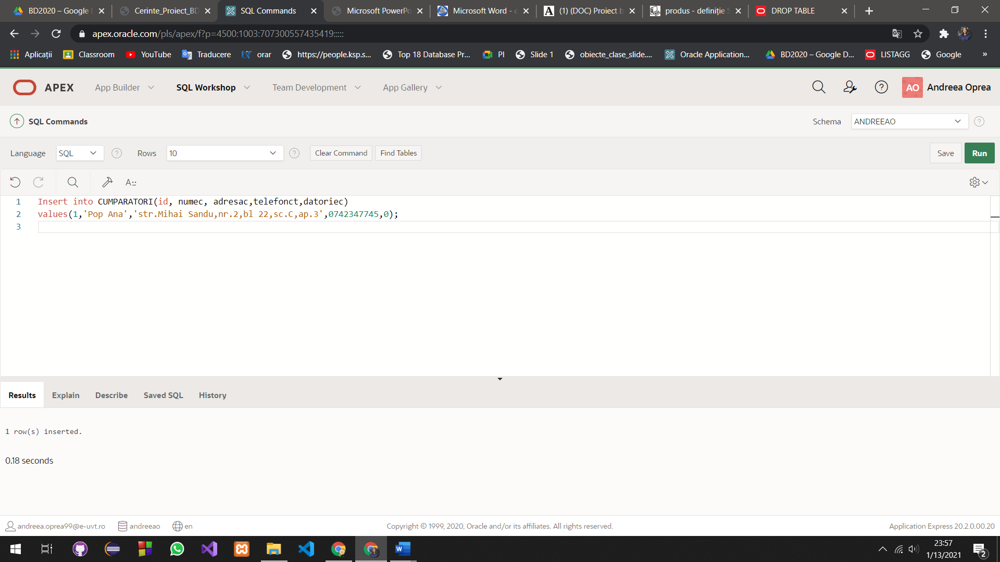 BD2020 – Google
Cerinte_Proiect_BD
SQL Commands
Microsoft PowerPo
Microsoft Word -
(1) (DOC) Proiect b
produs - definiție
DROP TABLE
apex.oracle.com/pls/apex/f?p=4500:1003:707300557435419:::::
Aplicații
Classroom
YouTube
Traducere
orar
https://people.ksp.s...
Top 18 Database Pr...
PI
Slide 1
obiecte_clase_slide....
Oracle Application...
BD2020 – Google D...
LISTAGG
Google
»
APEX
App Builder
SQL Workshop
Team Development
App Gallery
AO
Andreea Oprea
SQL Commands
Schema
ANDREEAO
Language
SQL
Rows
10
Clear Command
Find Tables
Save
Run
1 Insert into CUMPARATORI(id, numec, adresac,telefonct,datoriec)
2 values(1,'Pop Ana','str.Mihai Sandu,nr.2,bl 22,sc.C,ap.3',0742347745,0);
3
Results
Explain
Describe
Saved SQL
History
1 row(s) inserted.
0.18 seconds
andreea.oprea99@e-uvt.ro
andreeao
en
Copyright © 1999, 2020, Oracle and/or its affiliates. All rights reserved.
Application Express 20.2.0.00.20
23:57
1/13/2021
2